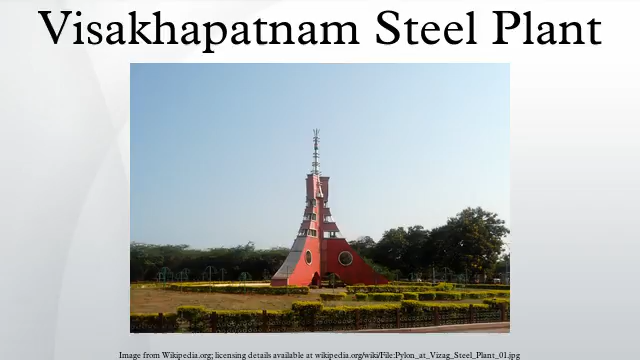 Visakhapatnam Steel Plant
Image from Wikipedia.org; licensing details available at wikipedia.org/wiki/File:Pylon_at_Vizag_Steel_Plant_01.jpg